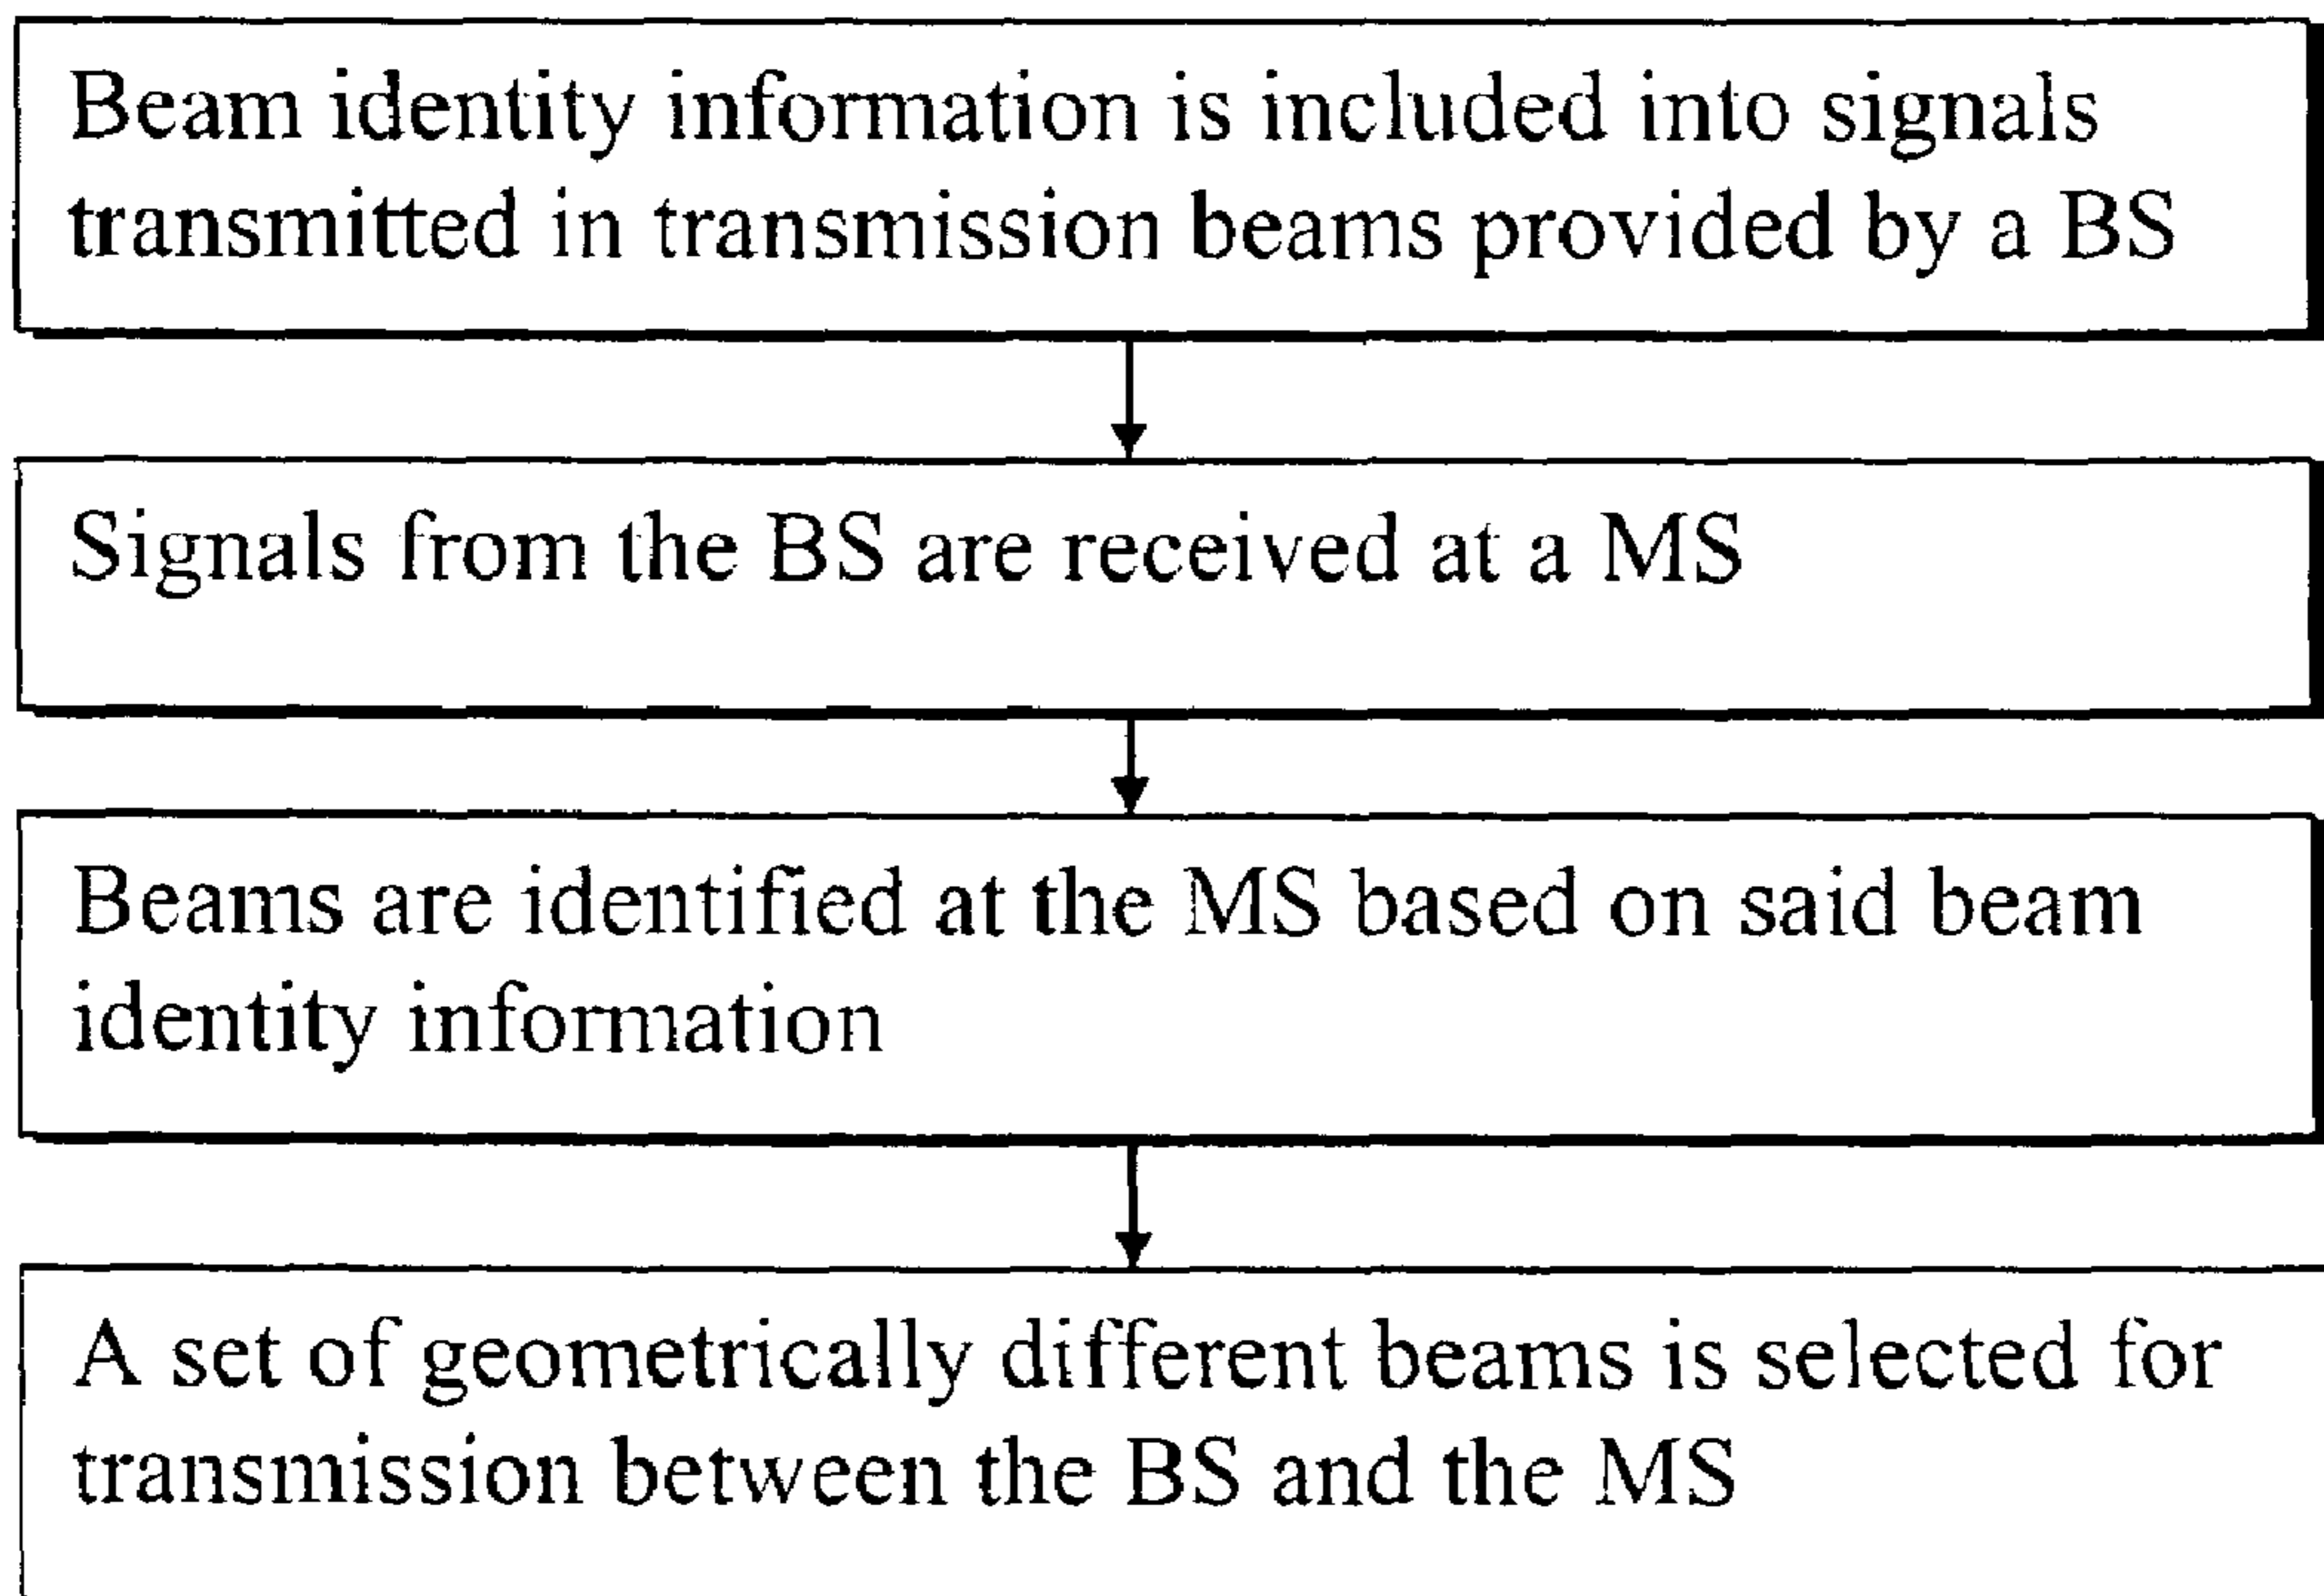 Beam identity information is included into signals
transmitted in transmission beams provided by a BS
Signals from the BS are received at a MS
Beams are identified at the MS based on said beam
identity information
A set of geometrically different beams is selected for
transmission between the BS and the MS